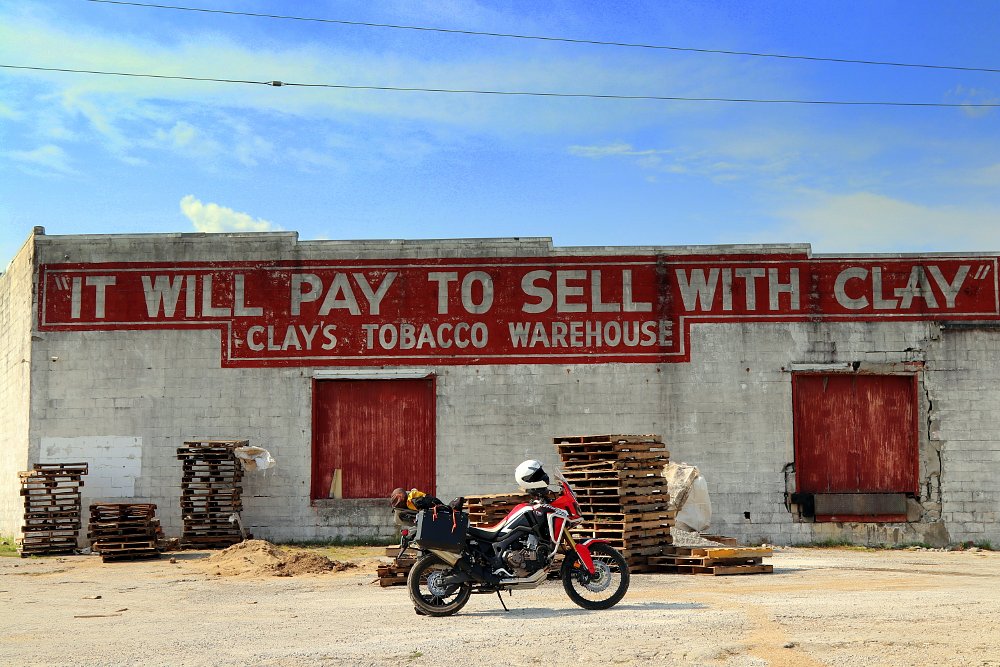 "IT WILL PAY TO SELL WITH CLAY"
CLAY'S TOBACCO WAREHOUSE